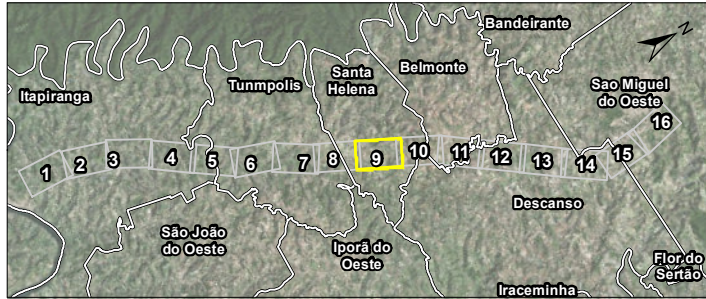 Bandeirante
N
Belmonte
Santa
Helena
Tunmpolis
Itapiranga
Sao Miguel
do Oeste
1
2
3
4
5
6
7
8
9
10
11
12
13
14
15
16
Descanso
São João
do Oeste
Iporã do
Oeste
Flor do
Sertão
Iraceminha